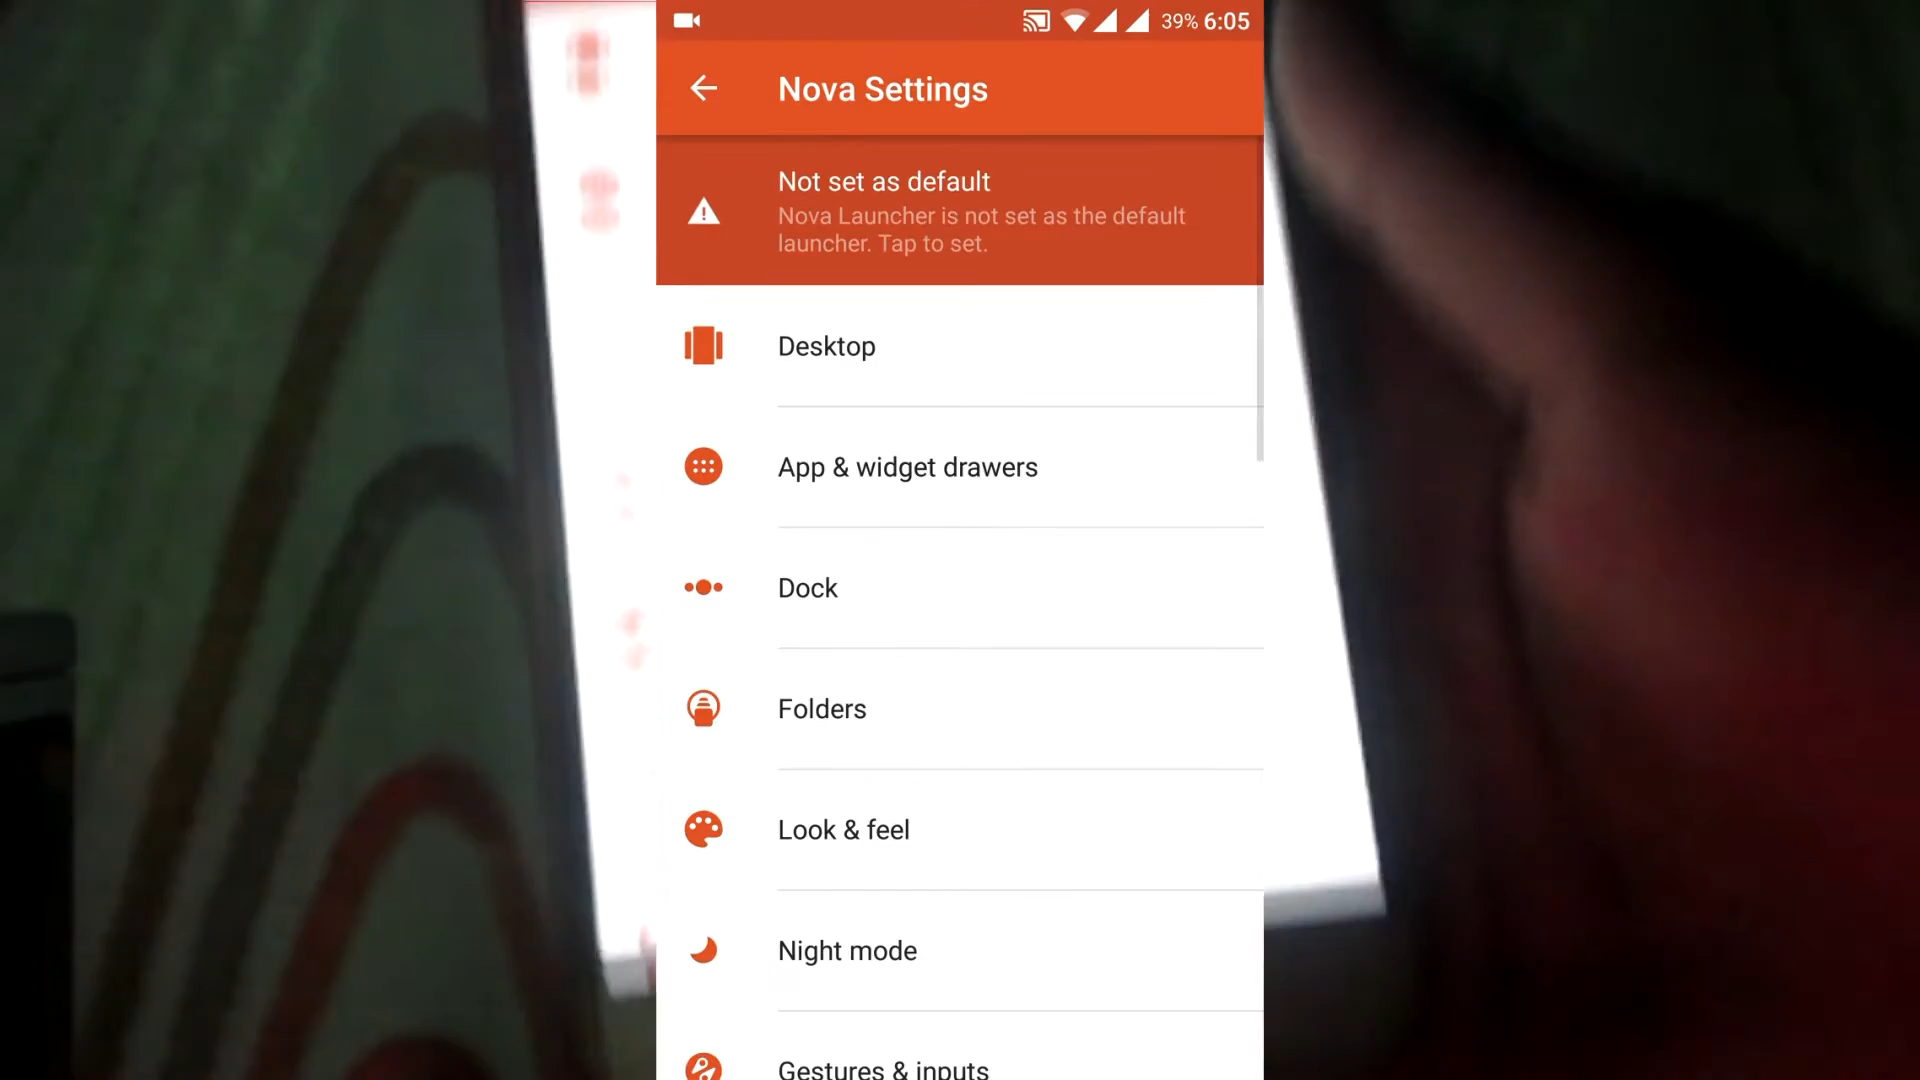 39% 6:05
Nova Settings
Not set as default
Nova Launcher is not set as the default
launcher. Tap to set.
Desktop
App & widget drawers
Dock
Folders
Look & feel
Night mode
Gestures & inputs